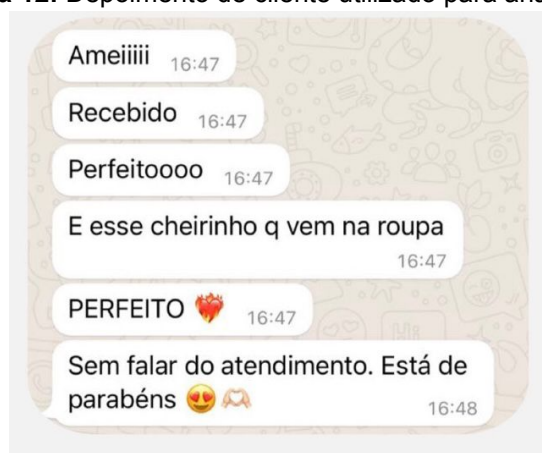 Ameiiiii 16:47
Recebido 16:47
Perfeitoooo 16:47
E esse cheirinho q vem na roupa
16:47
PERFEITO ❤️‍🔥 16:47
Sem falar do atendimento. Está de
parabéns 😍 🫶🏻 16:48